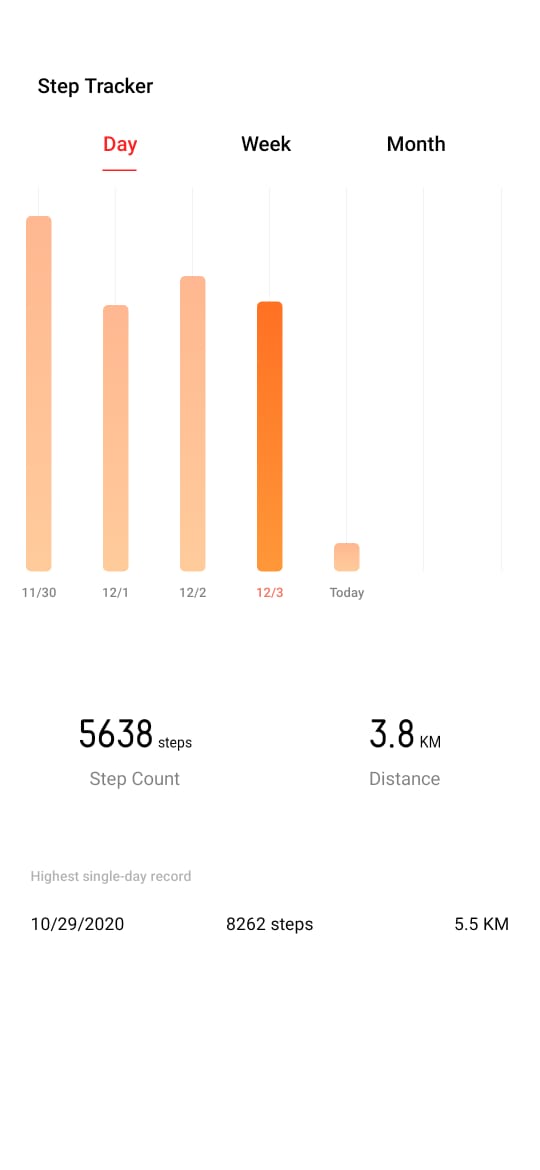 Step Tracker
Day Week Month
11/30 12/1 12/2 12/3 Today
5638 steps 3.8 KM
Step Count Distance
Highest single-day record
10/29/2020 8262 steps 5.5 KM